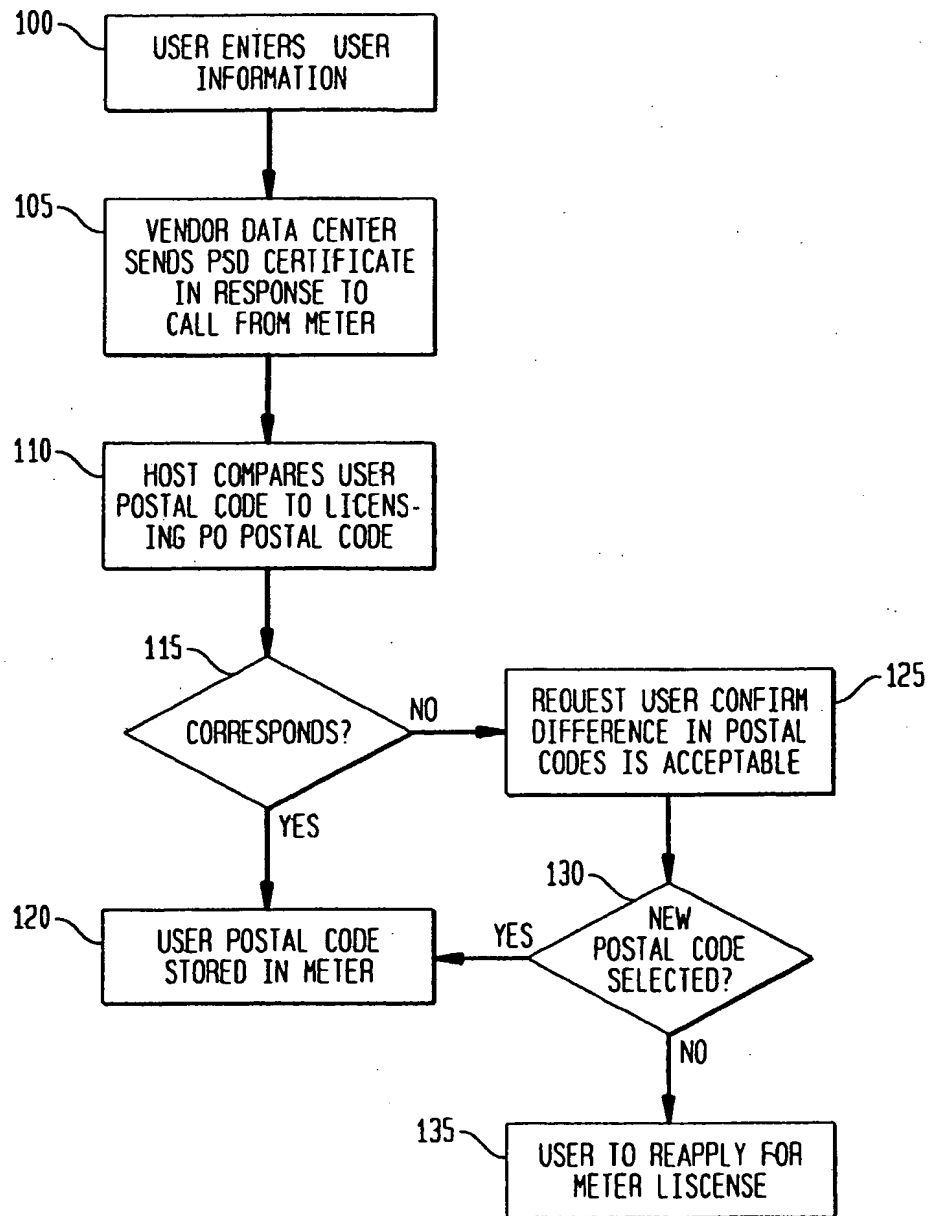 100
USER ENTERS USER
INFORMATION
105
VENDOR DATA CENTER
SENDS PSD CERTIFICATE
IN RESPONSE TO
CALL FROM METER
110
HOST COMPARES USER
POSTAL CODE TO LICENS-
ING PO POSTAL CODE
115
CORRESPONDS?
NO
YES
125
REQUEST USER CONFIRM
DIFFERENCE IN POSTAL
CODES IS ACCEPTABLE
120
USER POSTAL CODE
STORED IN METER
130
NEW
POSTAL CODE
SELECTED?
YES
NO
135
USER TO REAPPLY FOR
METER LISCENSE